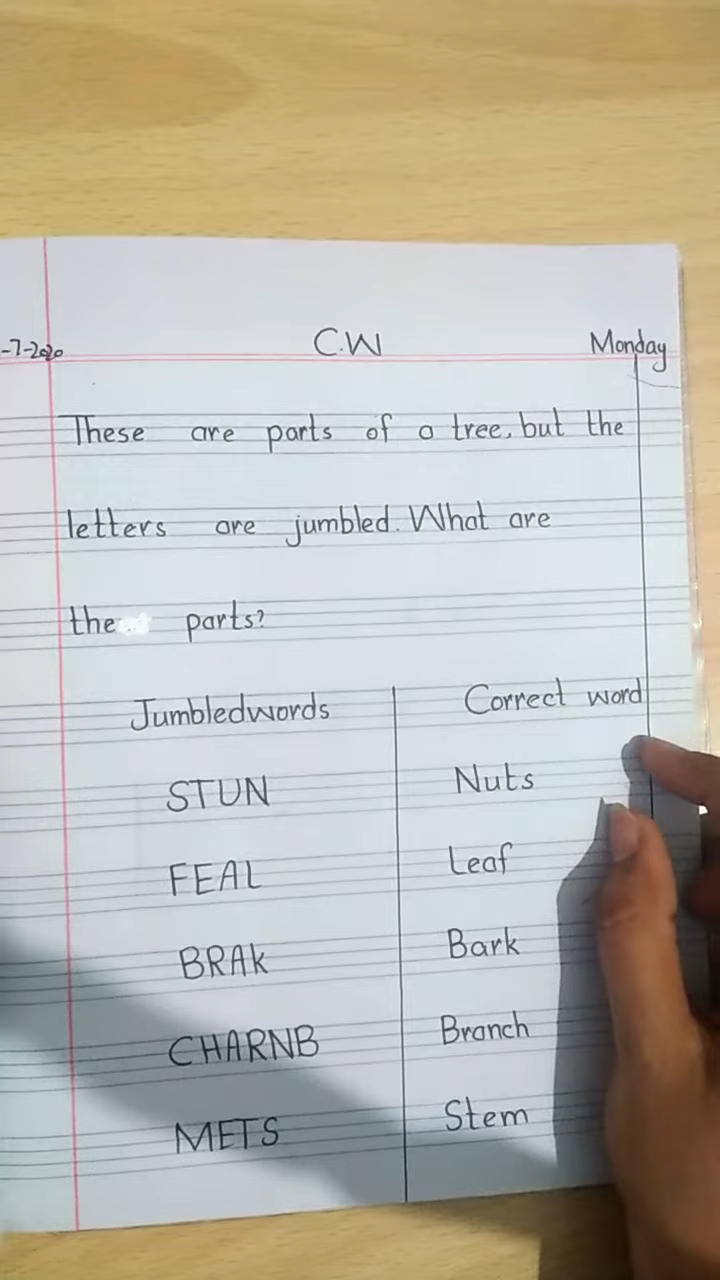 -7-2020 C.W Monday
These are parts of a tree, but the
letters are jumbled. What are
the parts?
Jumbledwords Correct word
STUN Nuts
FEAL Leaf
BRAK Bark
CHARNB Branch
METS Stem